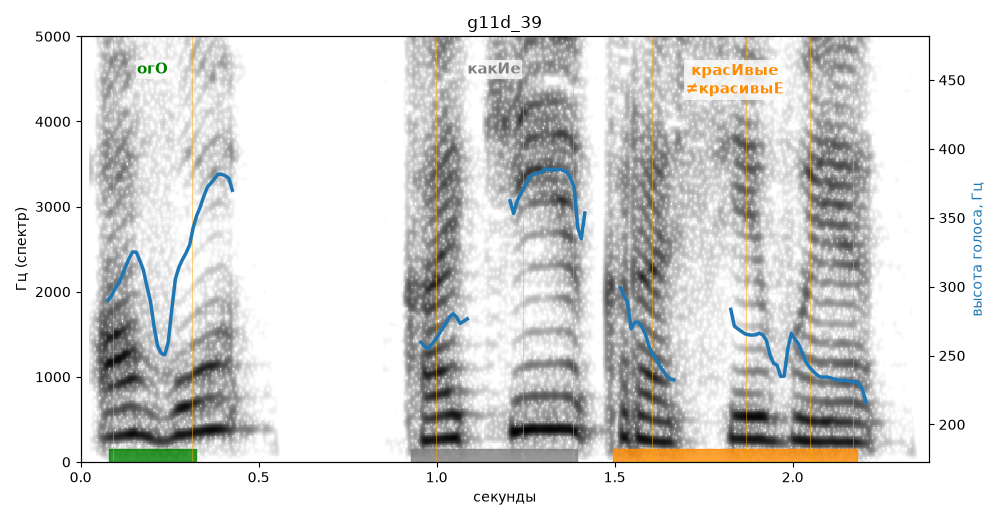 g11d_39
огО
какИе
красИвые
≠красивыЕ
5000
4000
3000
2000
1000
0
Гц (спектр)
450
400
350
300
250
200
высота голоса, Гц
0.0 0.5 1.0 1.5 2.0
секунды